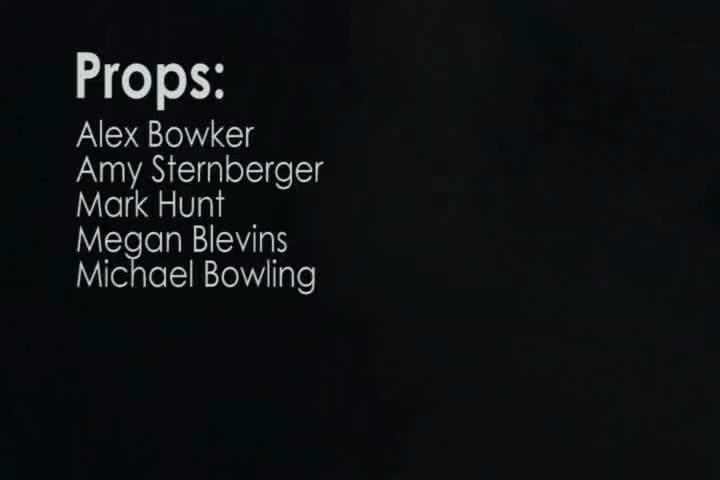 Props:
Alex Bowker
Amy Sternberger
Mark Hunt
Megan Blevins
Michael Bowling